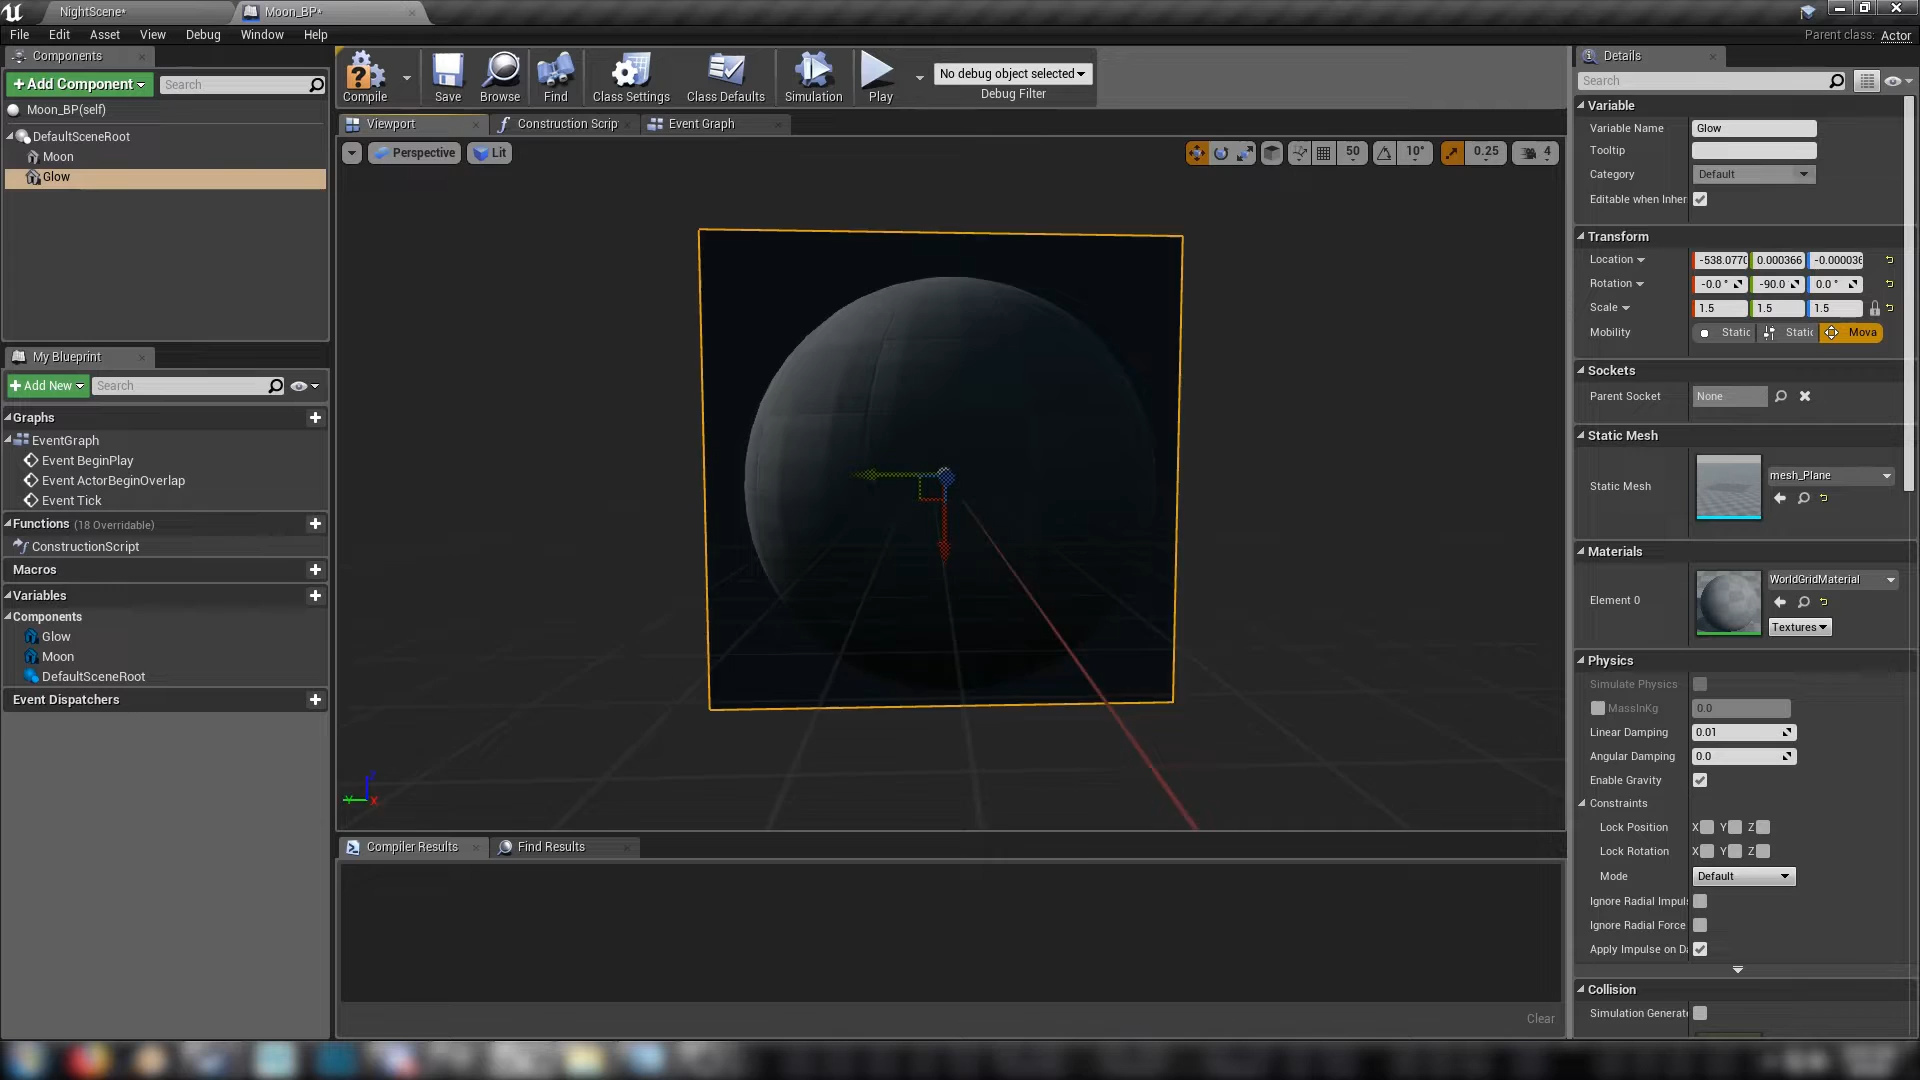 NightScene*
Moon_BP*
File Edit Asset View Debug Window Help
Parent class: Actor
Components
+ Add Component
Search
Moon_BP(self)
DefaultSceneRoot
Moon
Glow
My Blueprint
+ Add New
Search
Graphs
EventGraph
Event BeginPlay
Event ActorBeginOverlap
Event Tick
Functions (18 Overridable)
ConstructionScript
Macros
Variables
Components
Glow
Moon
DefaultSceneRoot
Event Dispatchers
Compile Save Browse Find Class Settings Class Defaults Simulation Play
No debug object selected
Debug Filter
Viewport
Construction Scrip
Event Graph
Perspective Lit
50 10° 0.25 4
Z
Y X
Compiler Results
Find Results
Clear
Details
Search
Variable
Variable Name Glow
Tooltip
Category Default
Editable when Inher
Transform
Location -538.077( 0.000366 -0.000036
Rotation -0.0 ° -90.0 0.0 °
Scale 1.5 1.5 1.5
Mobility Static Static Mova
Sockets
Parent Socket None
Static Mesh
Static Mesh mesh_Plane
Materials
Element 0 WorldGridMaterial
Textures
Physics
Simulate Physics
MassInKg 0.0
Linear Damping 0.01
Angular Damping 0.0
Enable Gravity
Constraints
Lock Position X Y Z
Lock Rotation X Y Z
Mode Default
Ignore Radial Impuls
Ignore Radial Force
Apply Impulse on Da
Collision
Simulation Generate